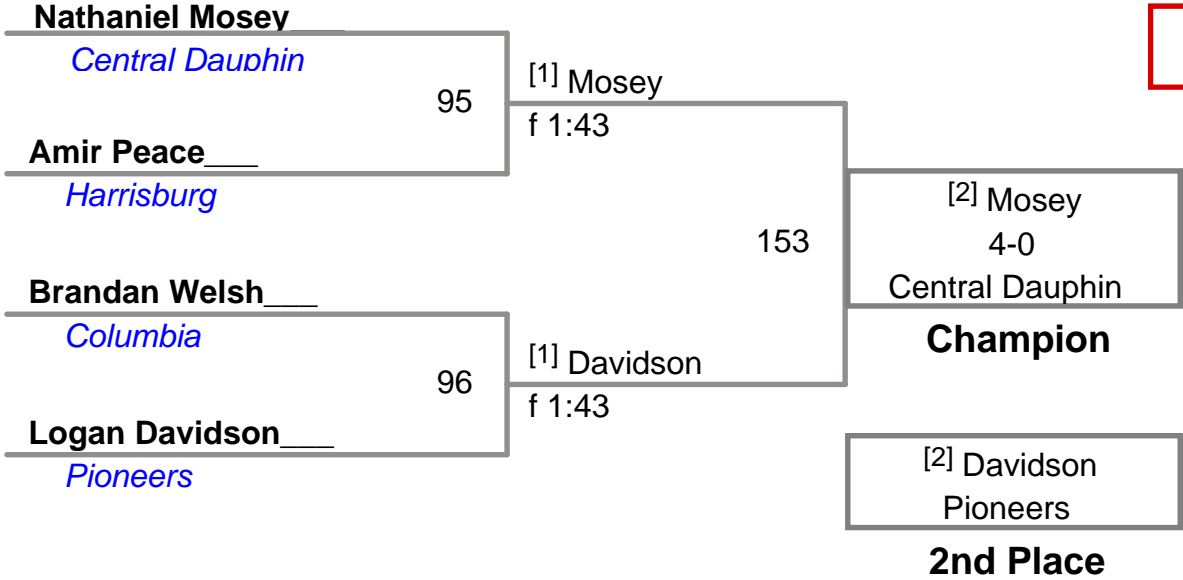 Nathaniel Mosey___
Central Dauphin
95
Amir Peace___
Harrisburg
[1] Mosey
f 1:43
Brandan Welsh___
Columbia
96
Logan Davidson___
Pioneers
[1] Davidson
f 1:43
153
[2] Mosey
4-0
Central Dauphin
Champion
[2] Davidson
Pioneers
2nd Place